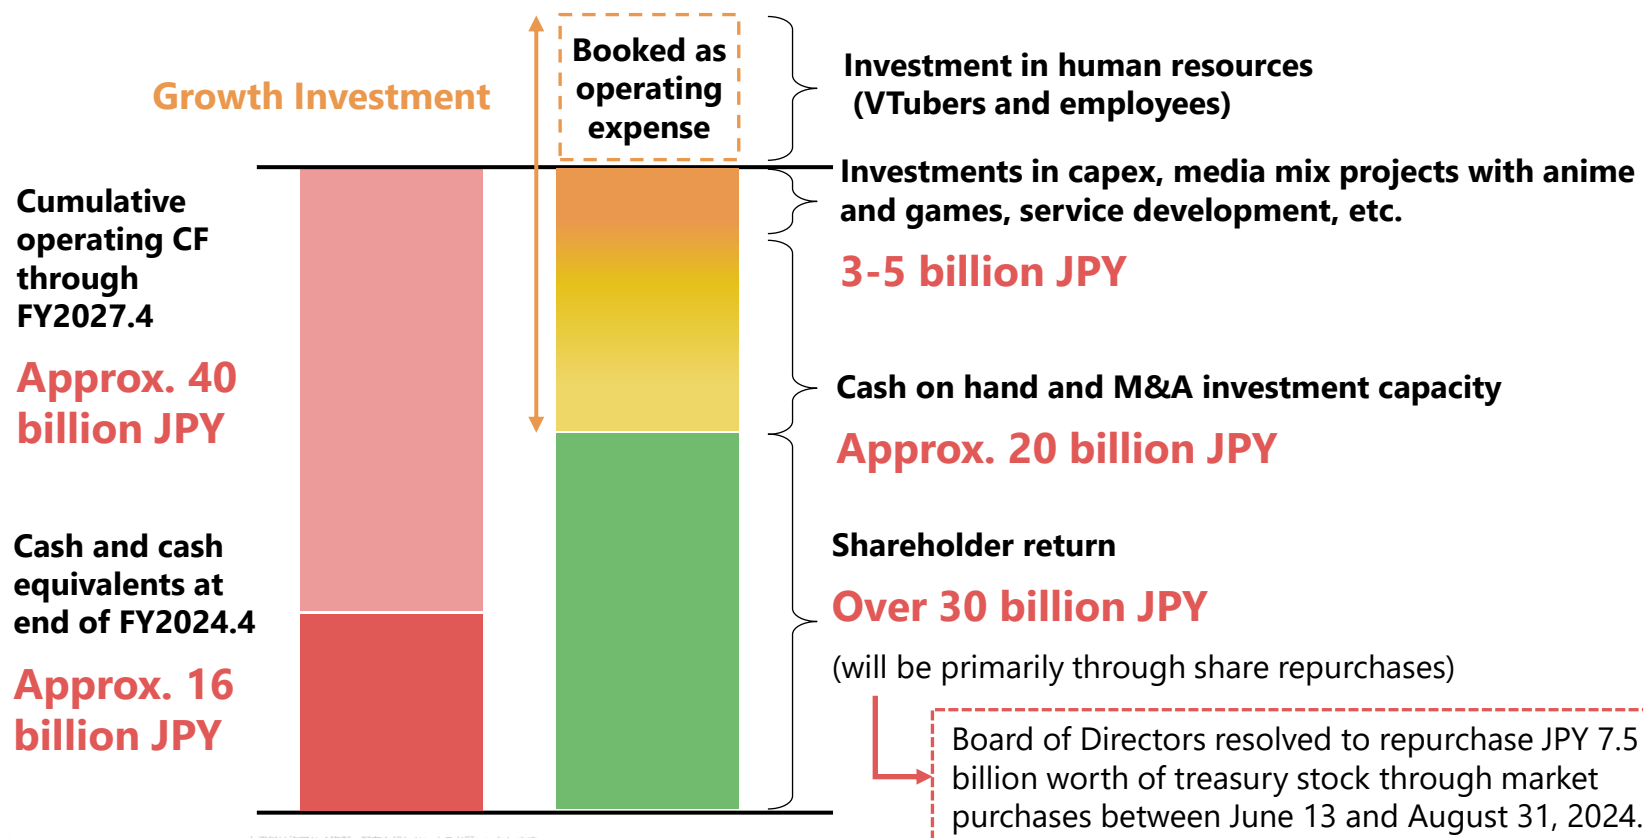 Growth Investment
Booked as
operating
expense
Investment in human resources
(VTubers and employees)
Cumulative
operating CF
through
FY2027.4
Approx. 40
billion JPY
Cash and cash
equivalents at
end of FY2024.4
Approx. 16
billion JPY
Investments in capex, media mix projects with anime
and games, service development, etc.
3-5 billion JPY
Cash on hand and M&A investment capacity
Approx. 20 billion JPY
Shareholder return
Over 30 billion JPY
(will be primarily through share repurchases)
Board of Directors resolved to repurchase JPY 7.5
billion worth of treasury stock through market
purchases between June 13 and August 31, 2024.